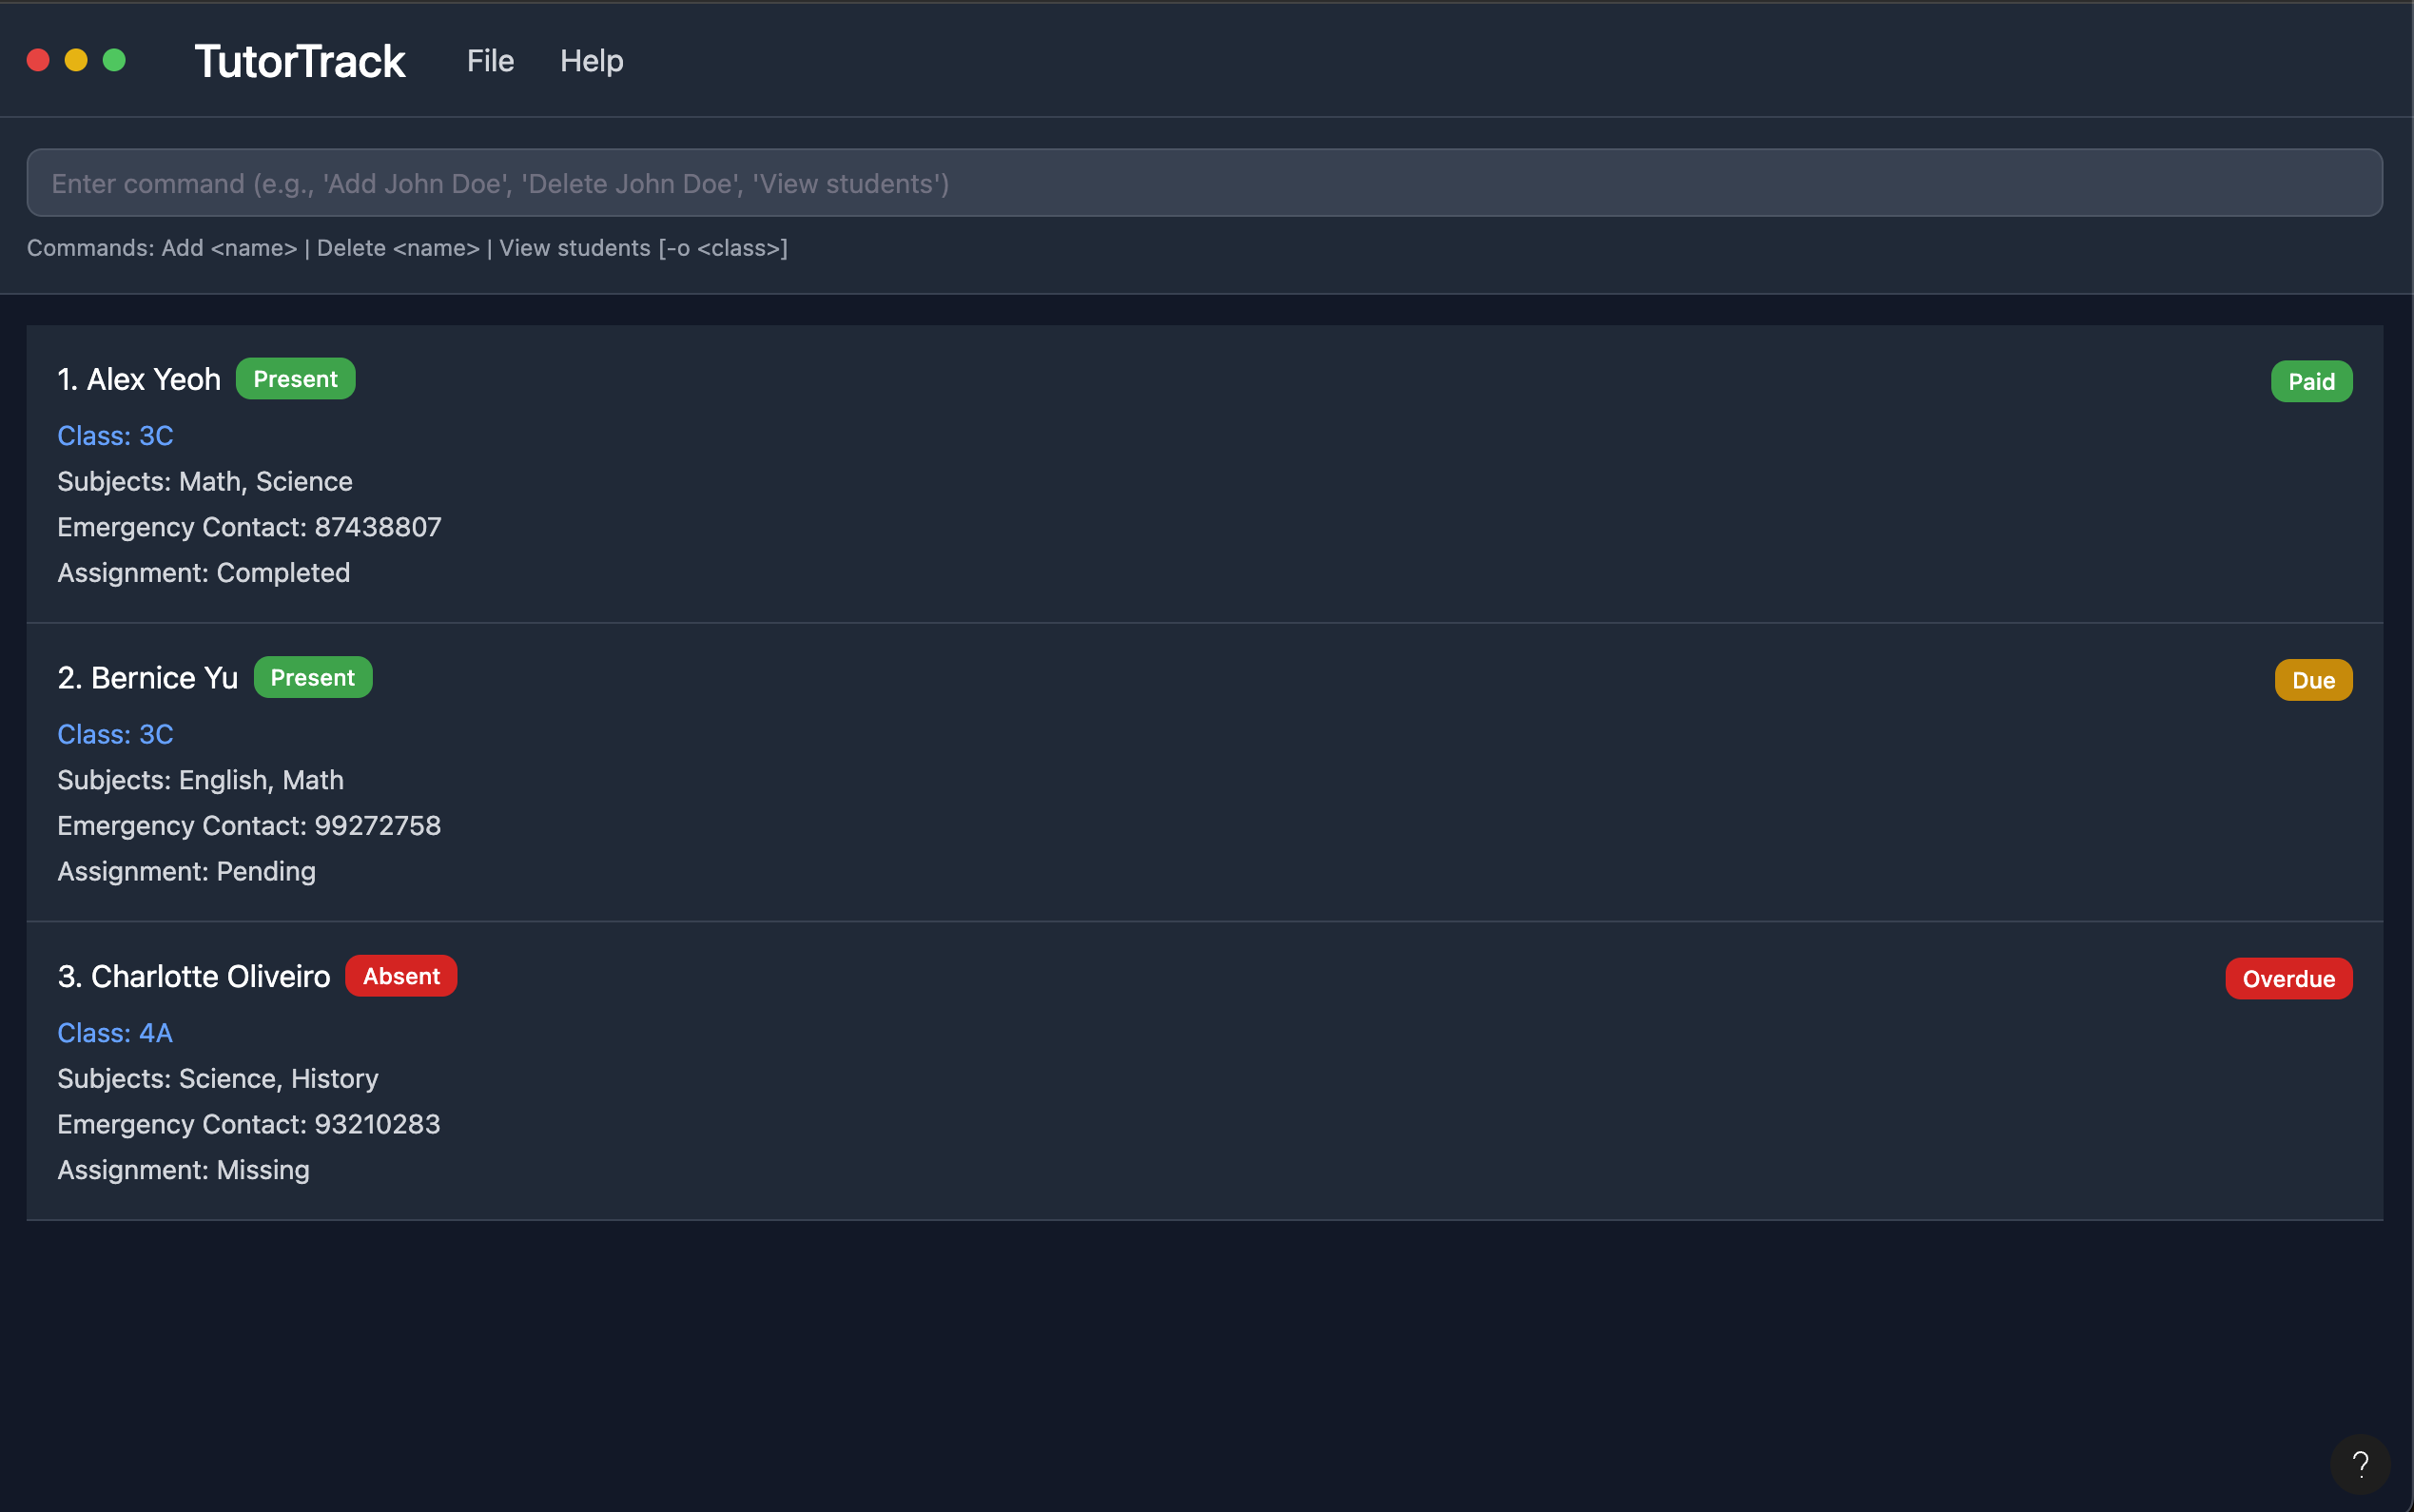 TutorTrack File Help
Enter command (e.g., 'Add John Doe', 'Delete John Doe', 'View students')
Commands: Add <name> | Delete <name> | View students [-o <class>]
1. Alex Yeoh Present Paid
Class: 3C
Subjects: Math, Science
Emergency Contact: 87438807
Assignment: Completed
2. Bernice Yu Present Due
Class: 3C
Subjects: English, Math
Emergency Contact: 99272758
Assignment: Pending
3. Charlotte Oliveiro Absent Overdue
Class: 4A
Subjects: Science, History
Emergency Contact: 93210283
Assignment: Missing
?